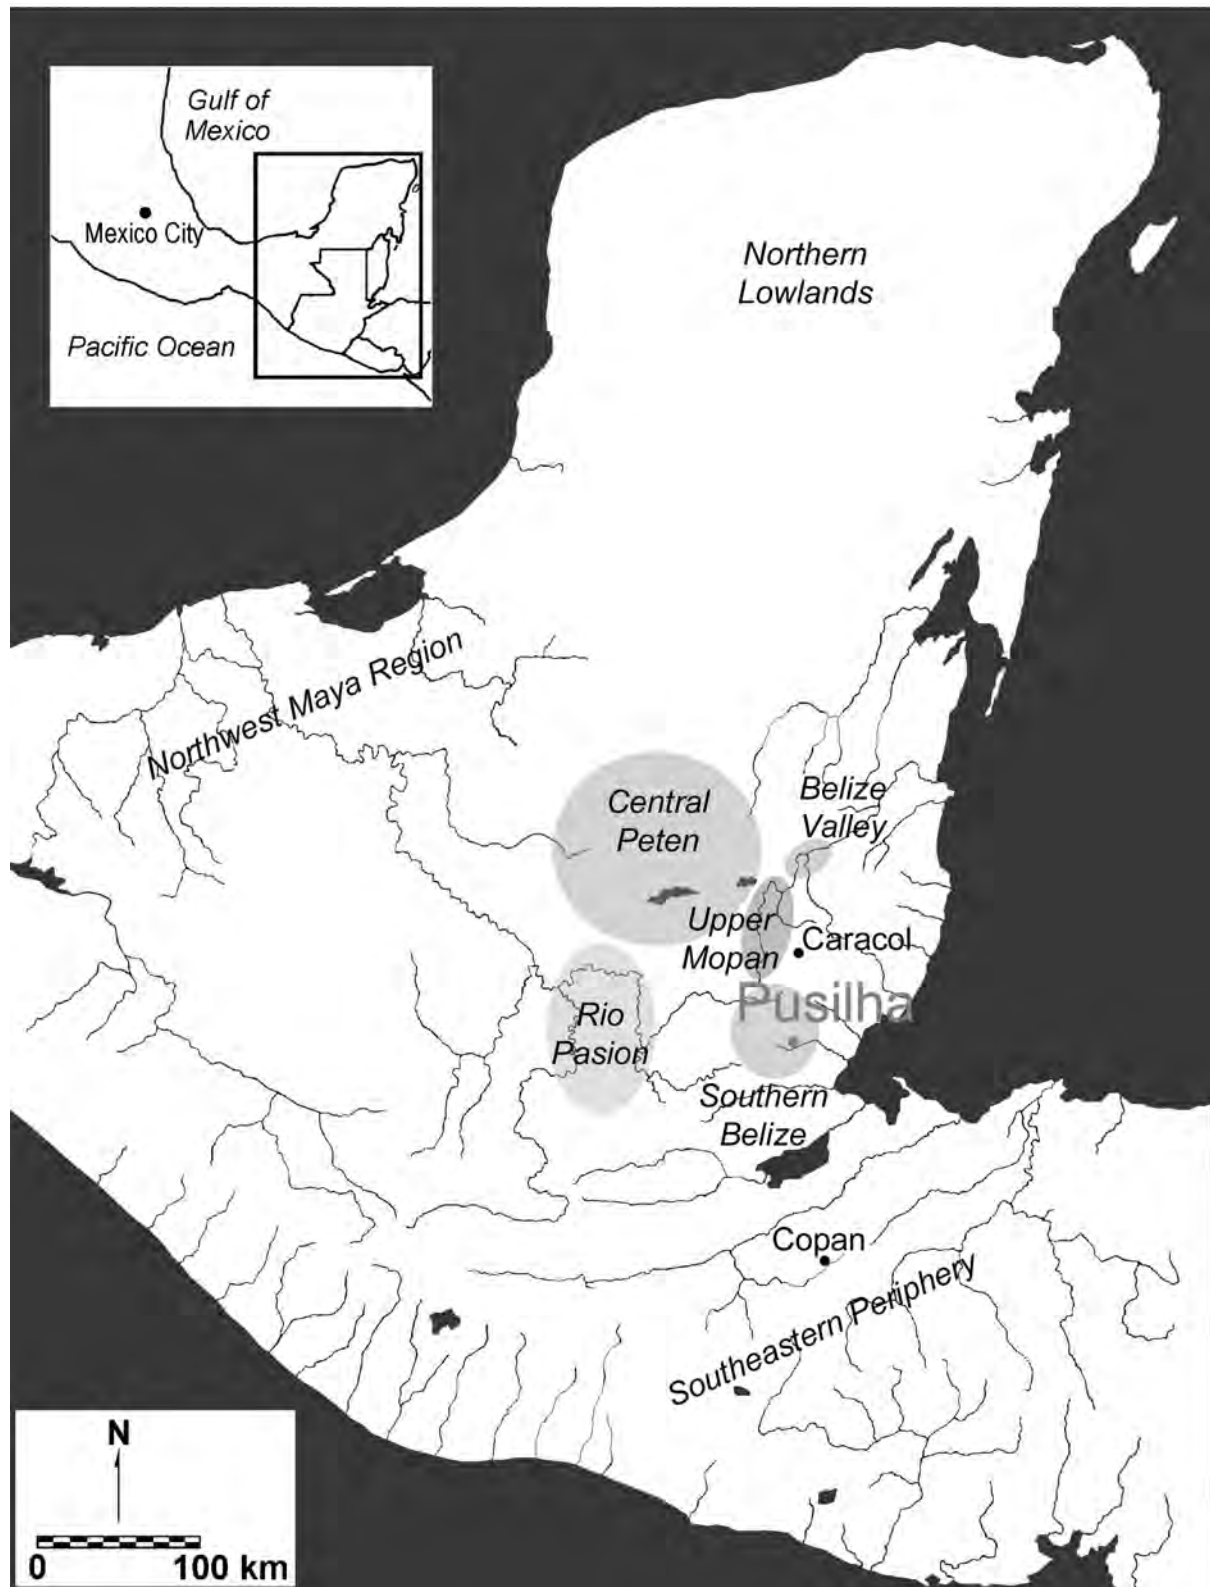 Gulf of
Mexico
Mexico City
Pacific Ocean
Northern
Lowlands
Northwest Maya Region
Central
Peten
Belize
Valley
Upper
Mopan
Caracol
Pusilha
Rio
Pasion
Southern
Belize
Copan
Southeastern Periphery
N
0 100 km